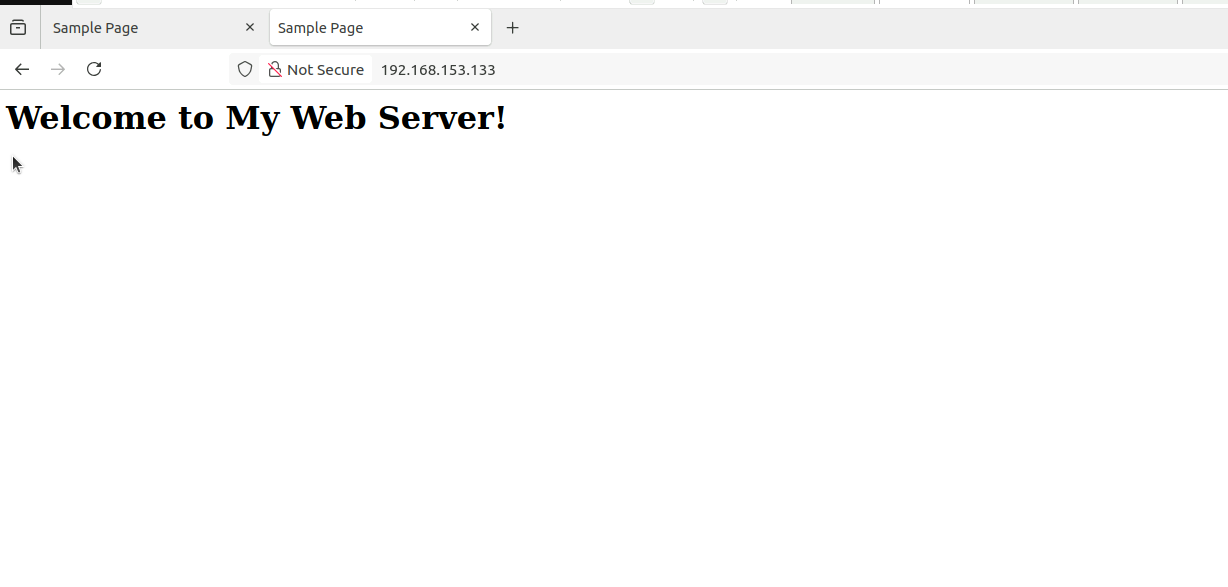 Sample Page
Sample Page
Not Secure 192.168.153.133
Welcome to My Web Server!